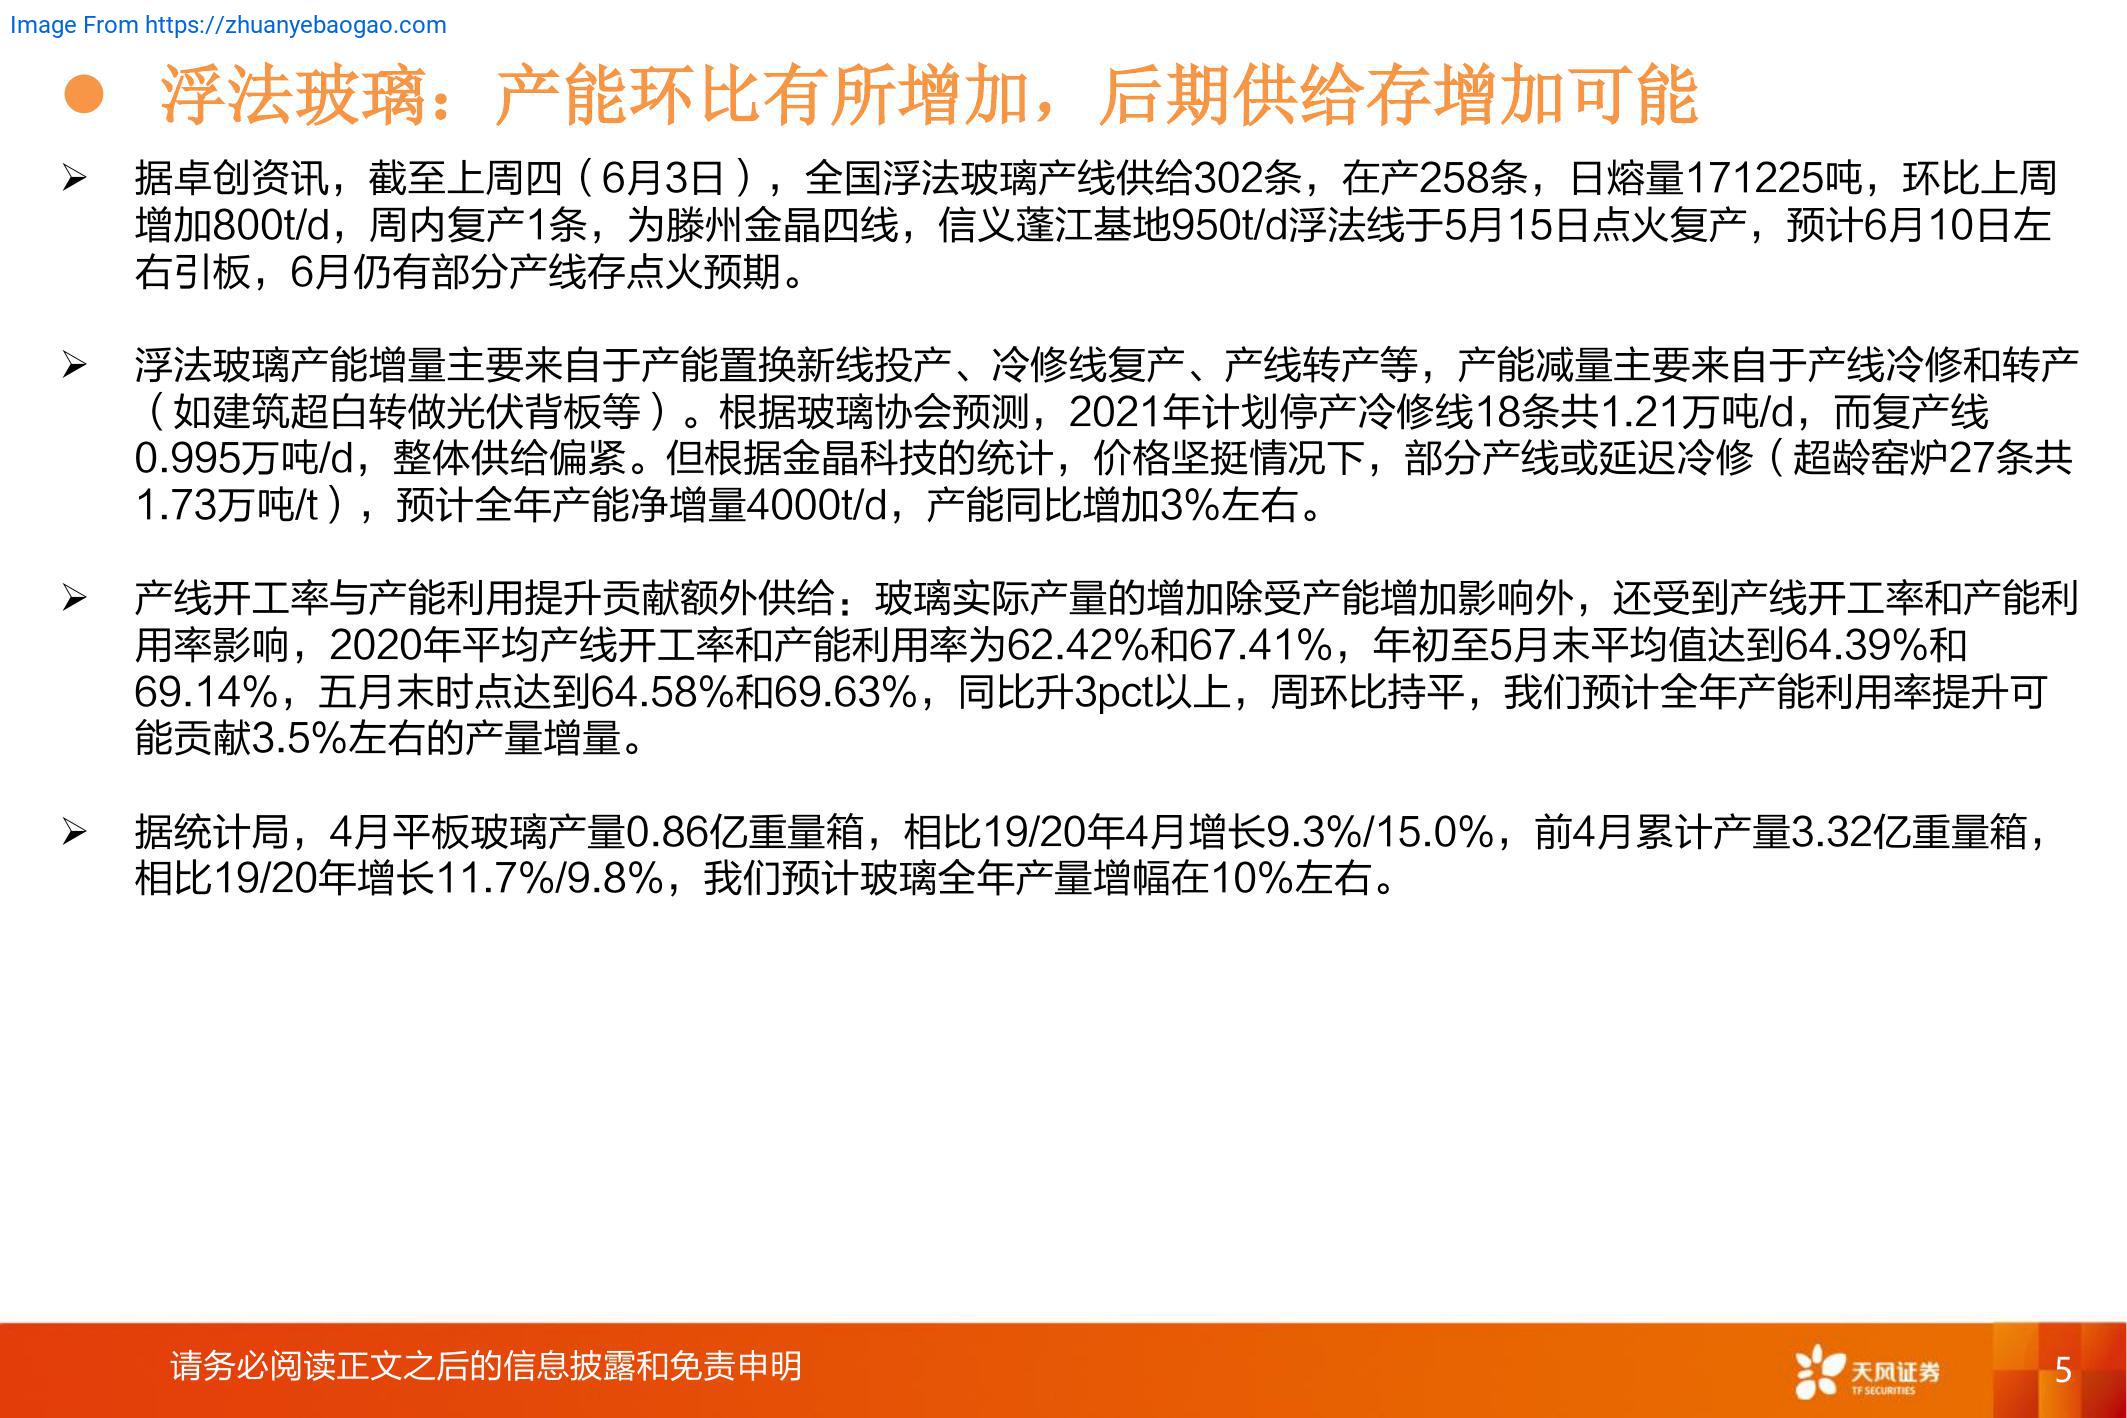 Image From https://zhuanyebaogao.com
● 浮法玻璃：产能环比有所增加，后期供给存增加可能
➢ 据卓创资讯，截至上周四（6月3日），全国浮法玻璃产线供给302条，在产258条，日熔量171225吨，环比上周
增加800t/d，周内复产1条，为滕州金晶四线，信义蓬江基地950t/d浮法线于5月15日点火复产，预计6月10日左
右引板，6月仍有部分产线存点火预期。
➢ 浮法玻璃产能增量主要来自于产能置换新线投产、冷修线复产、产线转产等，产能减量主要来自于产线冷修和转产
（如建筑超白转做光伏背板等）。根据玻璃协会预测，2021年计划停产冷修线18条共1.21万吨/d，而复产线
0.995万吨/d，整体供给偏紧。但根据金晶科技的统计，价格坚挺情况下，部分产线或延迟冷修（超龄窑炉27条共
1.73万吨/t），预计全年产能净增量4000t/d，产能同比增加3%左右。
➢ 产线开工率与产能利用提升贡献额外供给：玻璃实际产量的增加除受产能增加影响外，还受到产线开工率和产能利
用率影响，2020年平均产线开工率和产能利用率为62.42%和67.41%，年初至5月末平均值达到64.39%和
69.14%，五月末时点达到64.58%和69.63%，同比升3pct以上，周环比持平，我们预计全年产能利用率提升可
能贡献3.5%左右的产量增量。
➢ 据统计局，4月平板玻璃产量0.86亿重量箱，相比19/20年4月增长9.3%/15.0%，前4月累计产量3.32亿重量箱，
相比19/20年增长11.7%/9.8%，我们预计玻璃全年产量增幅在10%左右。
请务必阅读正文之后的信息披露和免责申明
天风证券
TF SECURITIES
5